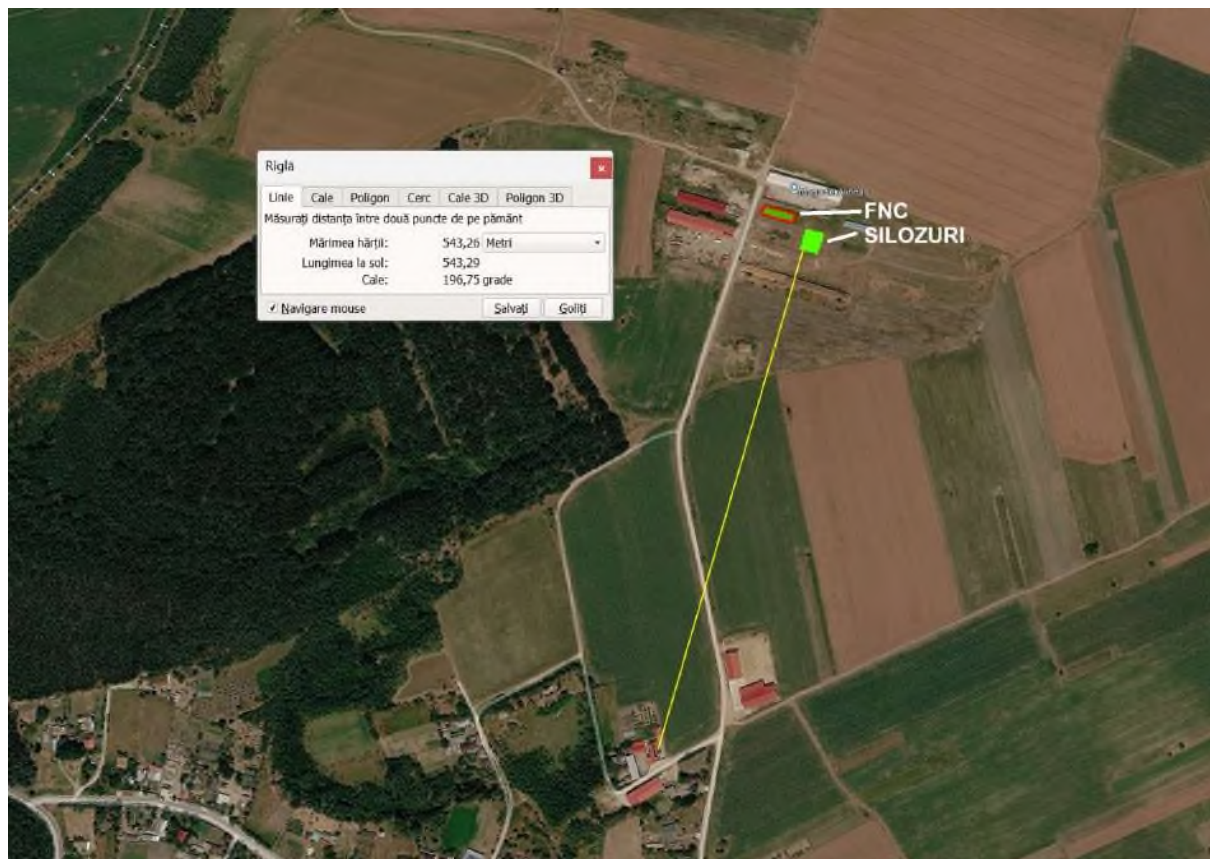 Riglă
Linie Cale Poligon Cerc Cale 3D Poligon 3D
Măsurați distanța între două puncte de pe pământ
Mărimea hărții: 543,26 Metri
Lungimea la sol: 543,29
Cale: 196,75 grade
Navigare mouse Salvați Goliți
FNC
SILOZURI